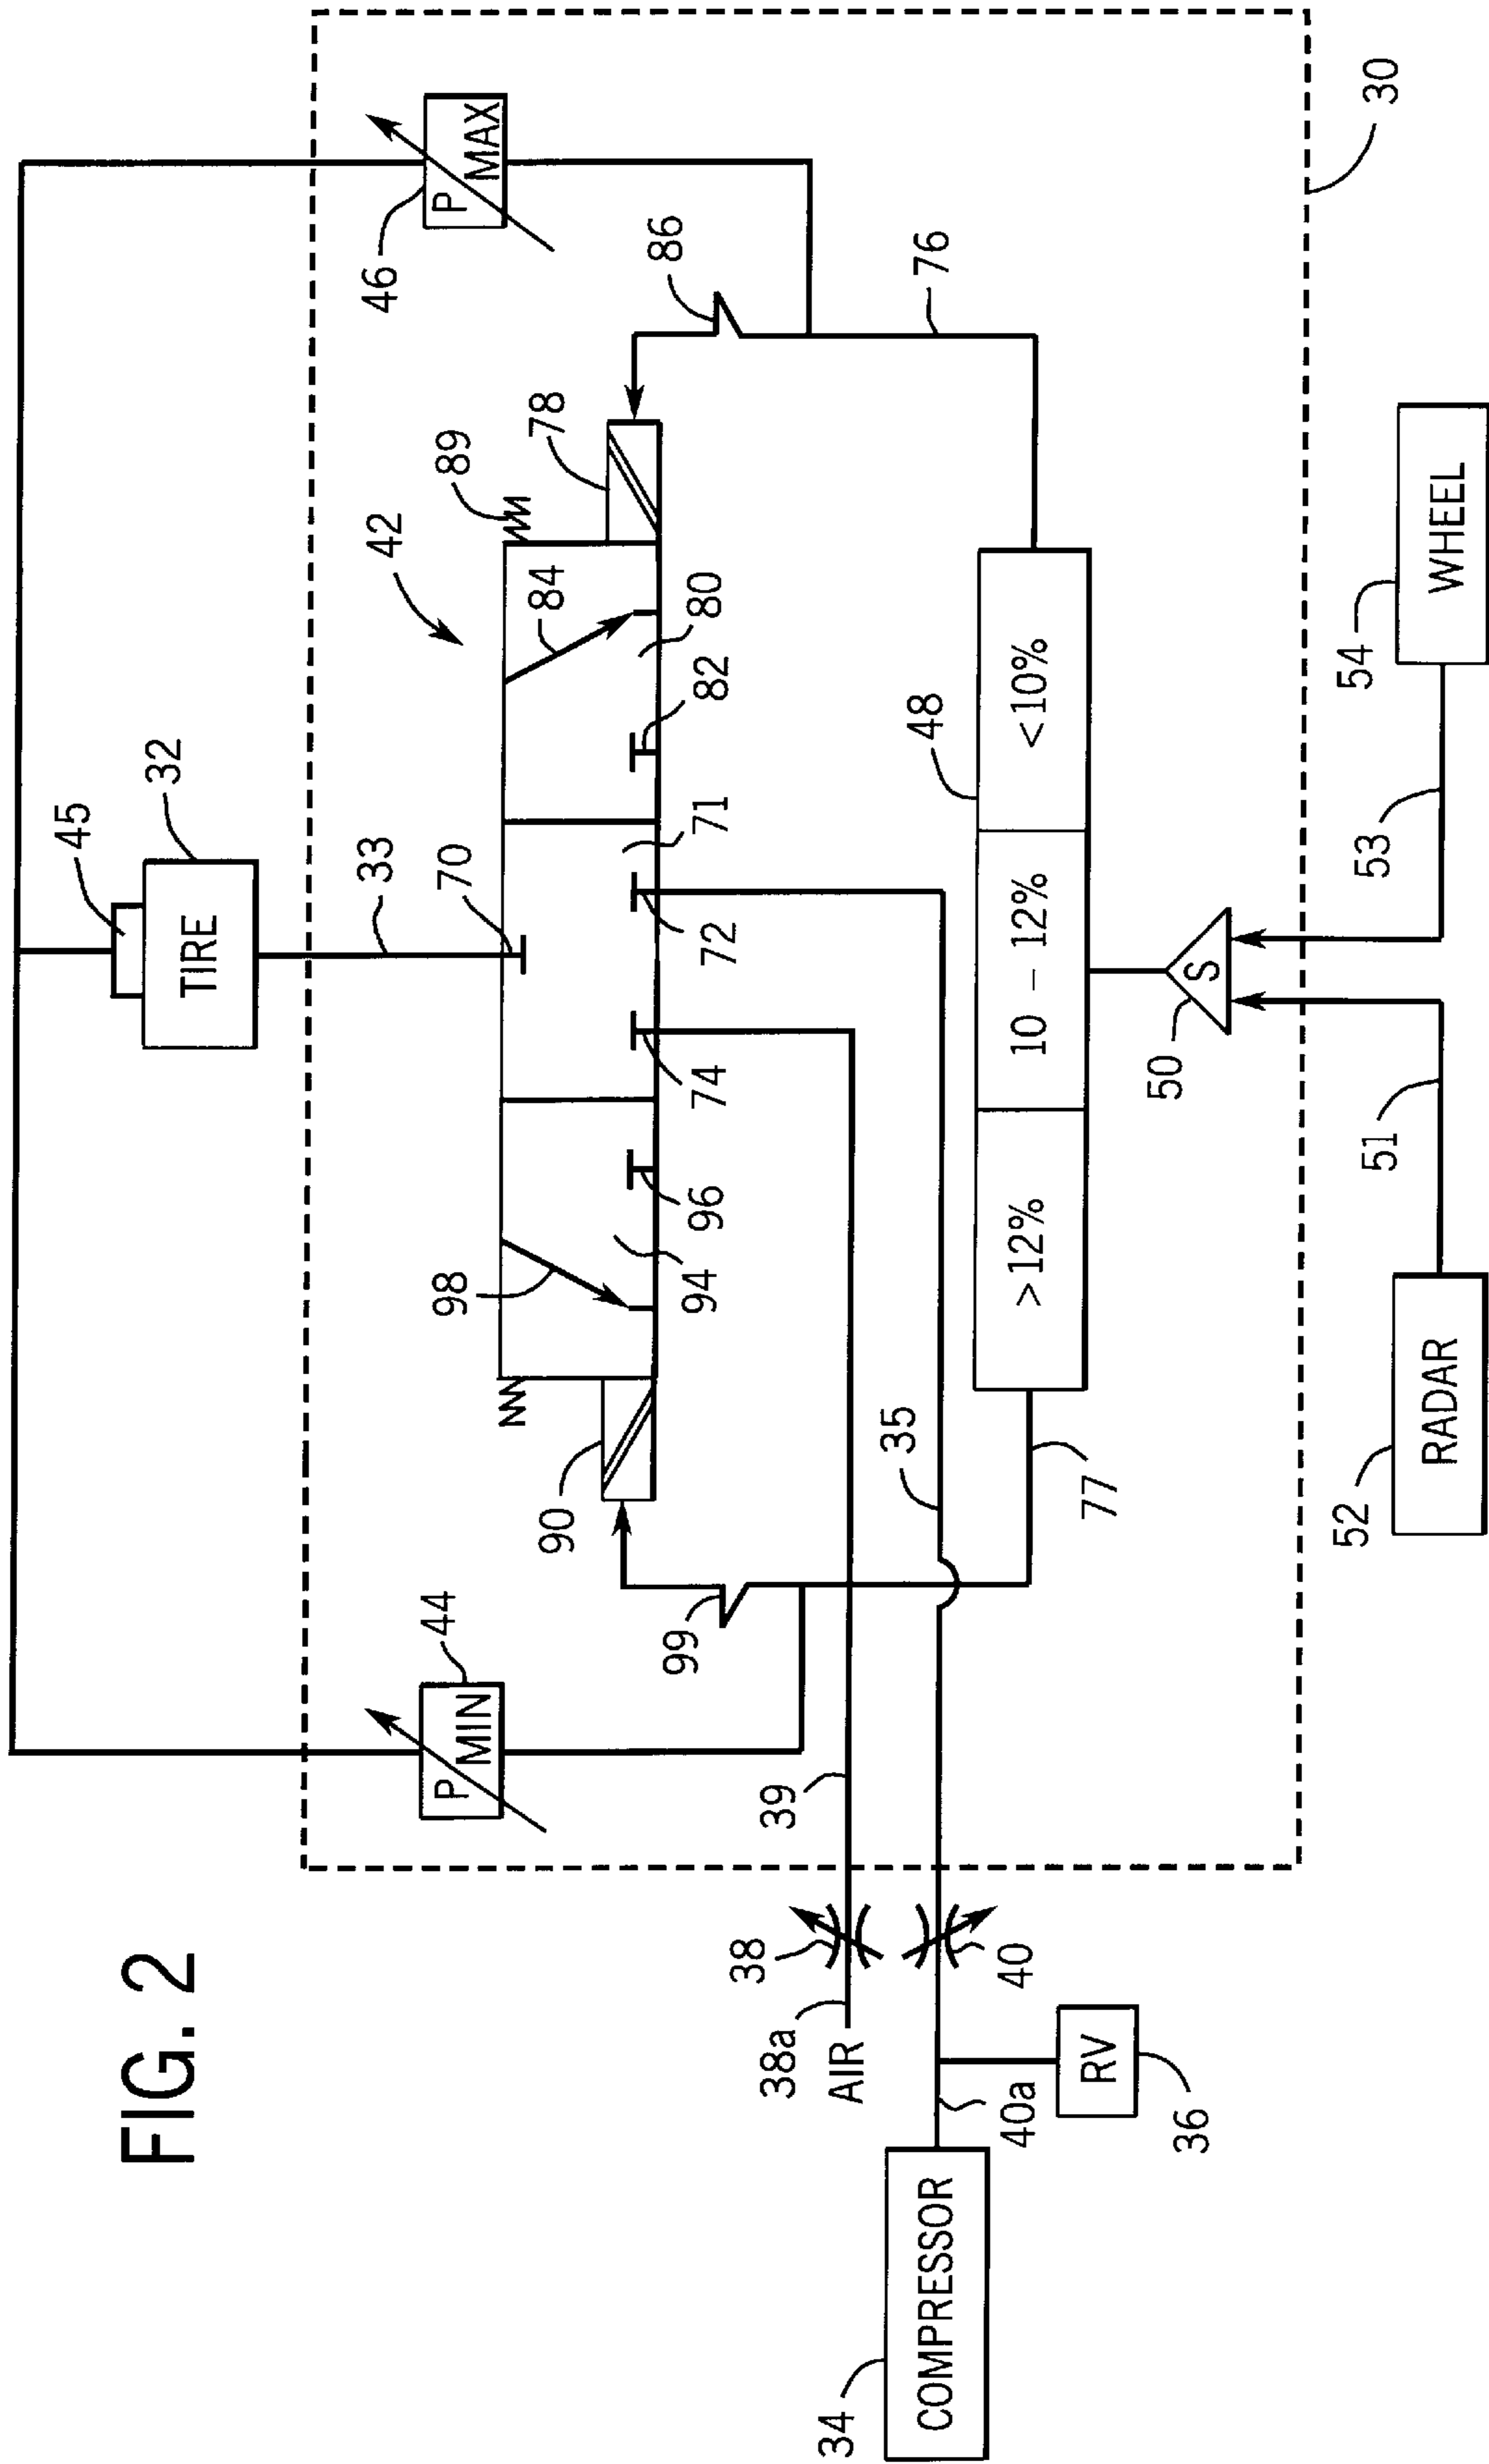 FIG. 2
45
32
TIRE
33
44
P MIN
46
P MAX
42
89
84
78
86
70
98
90
99
94
96
74
72
71
82
80
76
38
38a
AIR
39
35
40
40a
34
COMPRESSOR
RV
36
77
>12%
10 – 12%
<10%
48
50
S
30
51
53
52
RADAR
54
WHEEL